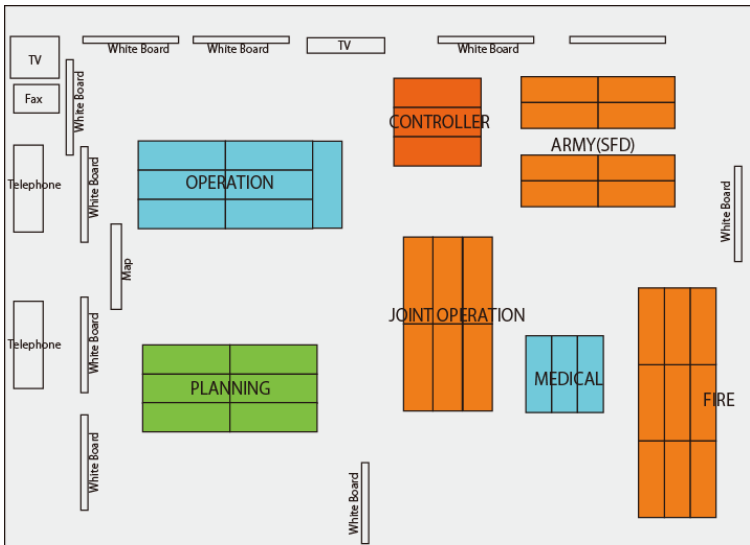 White Board
White Board
TV
White Board
TV
Fax
White Board
CONTROLLER
ARMY(SFD)
Telephone
White Board
OPERATION
White Board
Map
JOINT OPERATION
Telephone
White Board
PLANNING
MEDICAL
FIRE
White Board
White Board